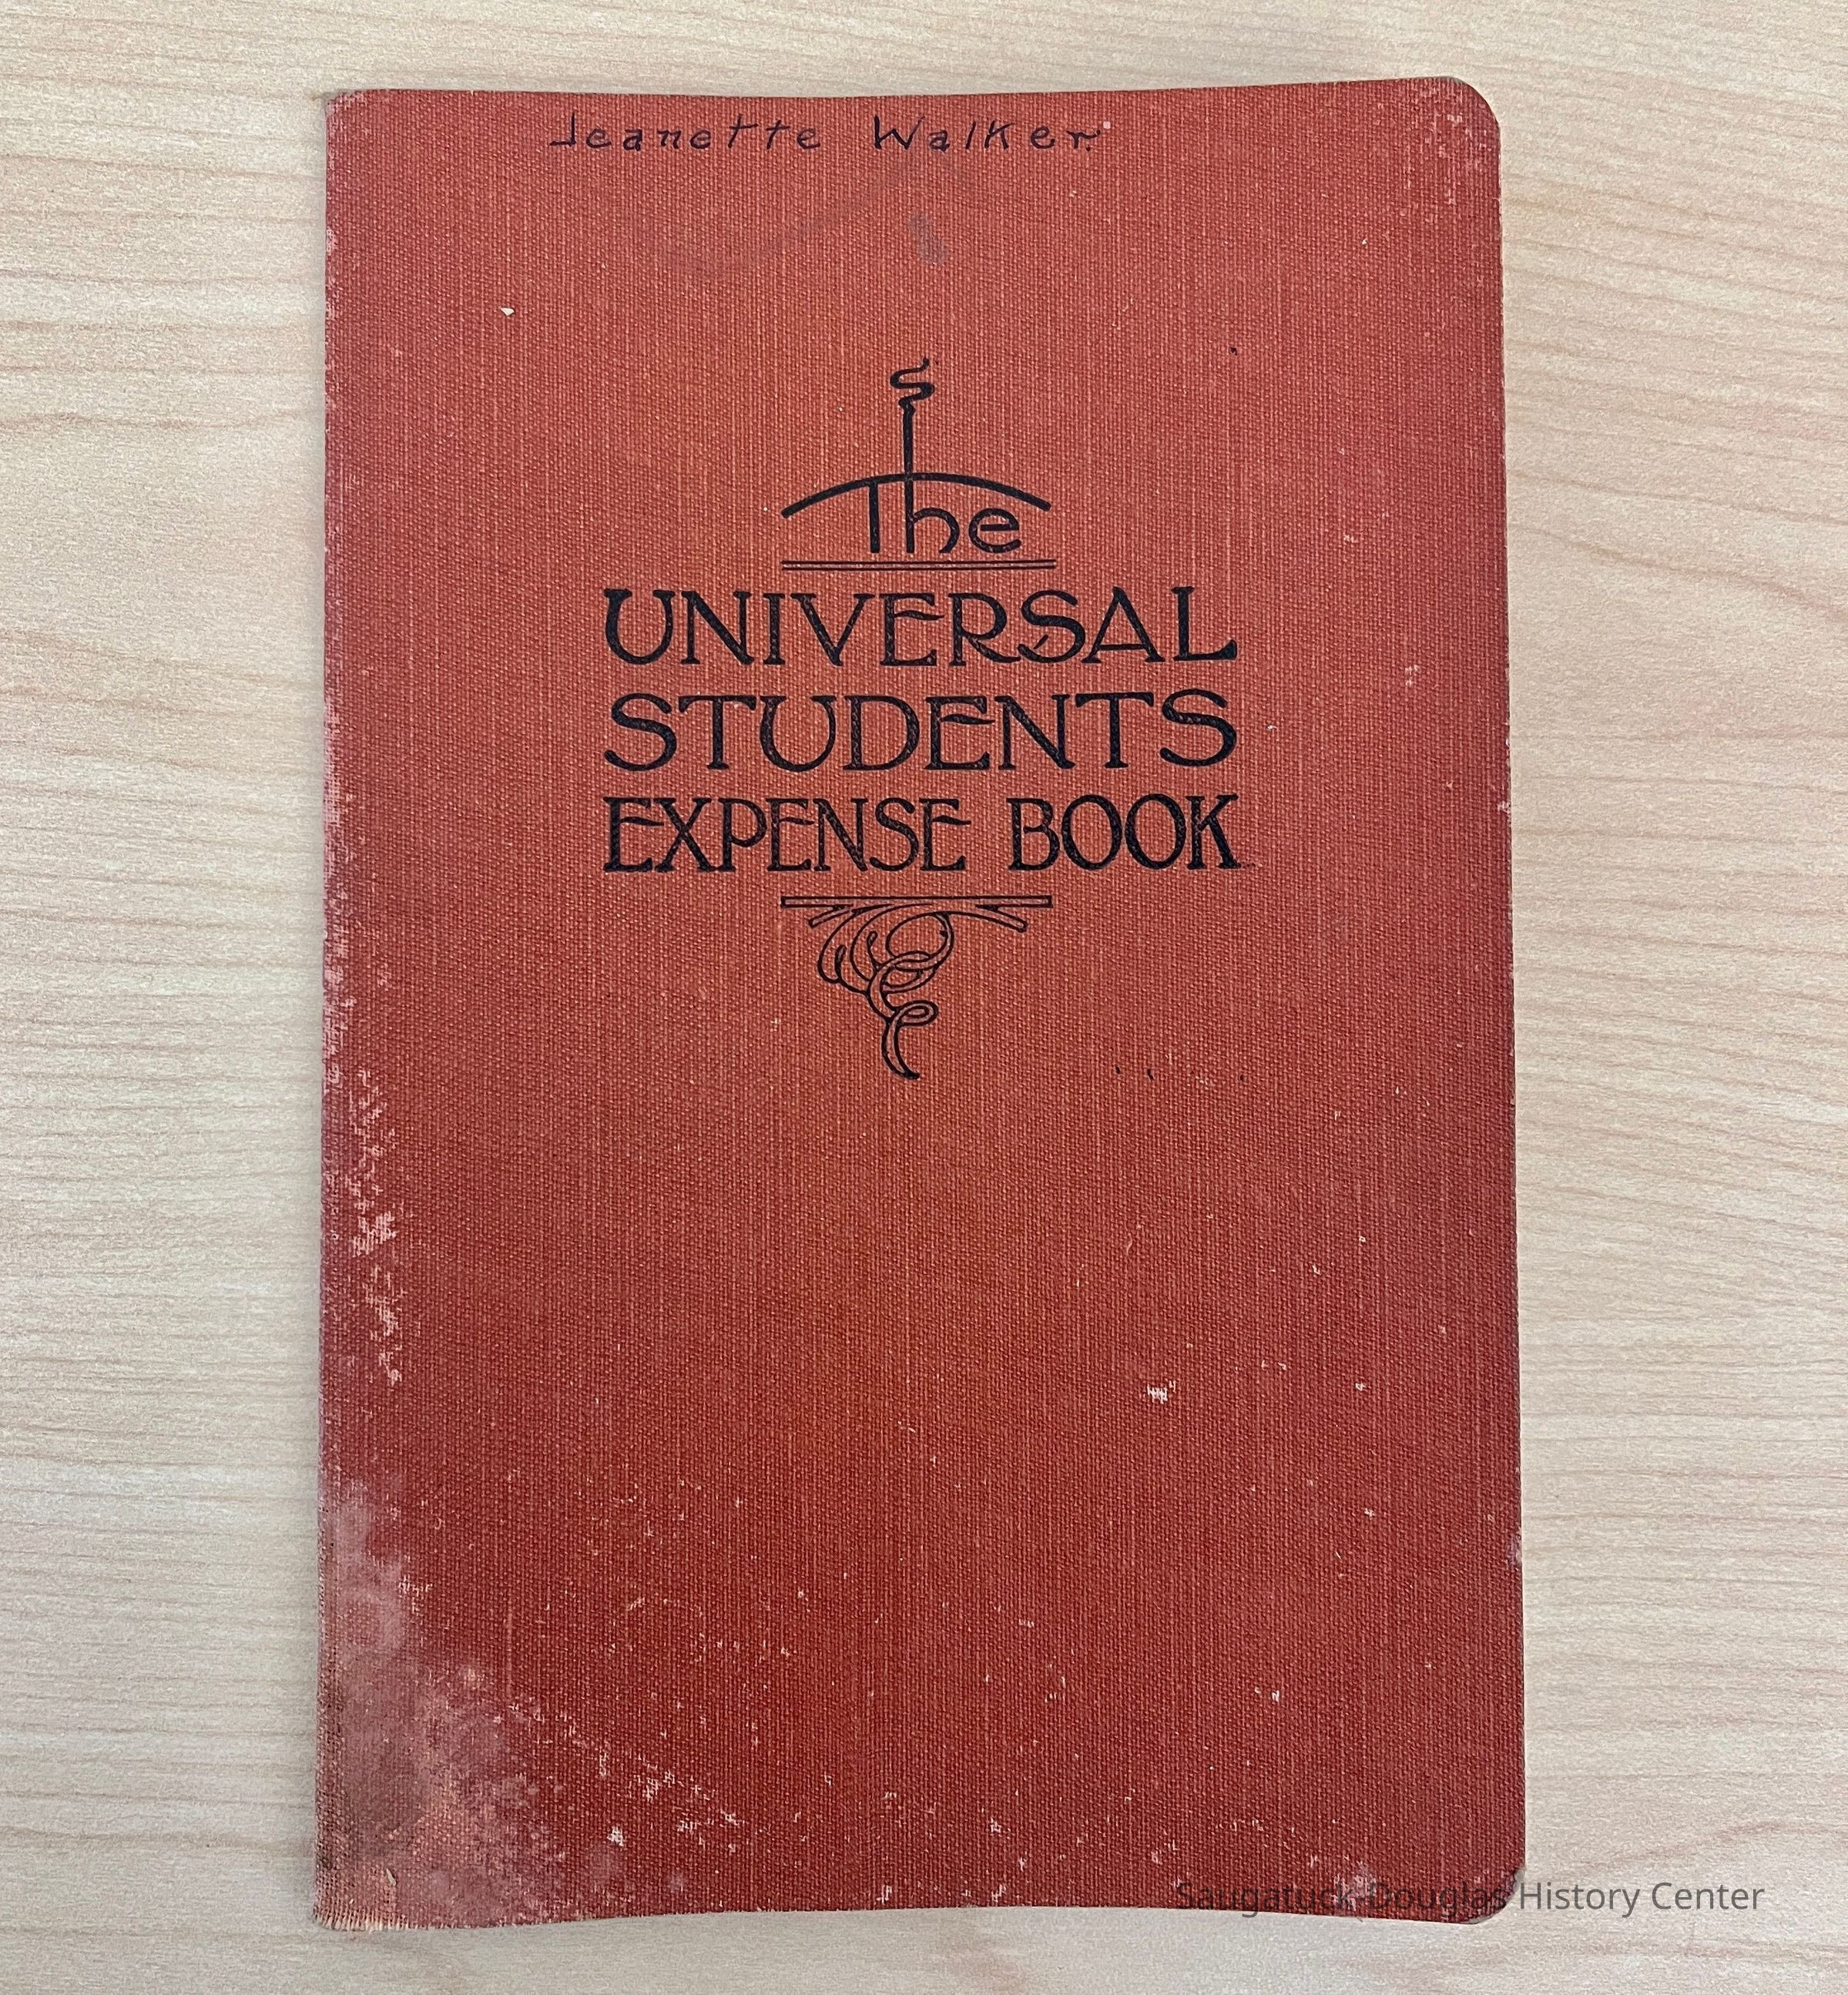 Jeanette Walker.
The
UNIVERSAL
STUDENTS
EXPENSE BOOK
Saugatuck-Douglas History Center